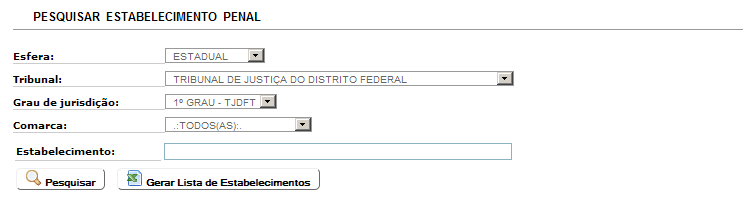 PESQUISAR ESTABELECIMENTO PENAL
Esfera: ESTADUAL
Tribunal: TRIBUNAL DE JUSTIÇA DO DISTRITO FEDERAL
Grau de jurisdição: 1º GRAU - TJDFT
Comarca: .:TODOS(AS):.
Estabelecimento:
Pesquisar Gerar Lista de Estabelecimentos